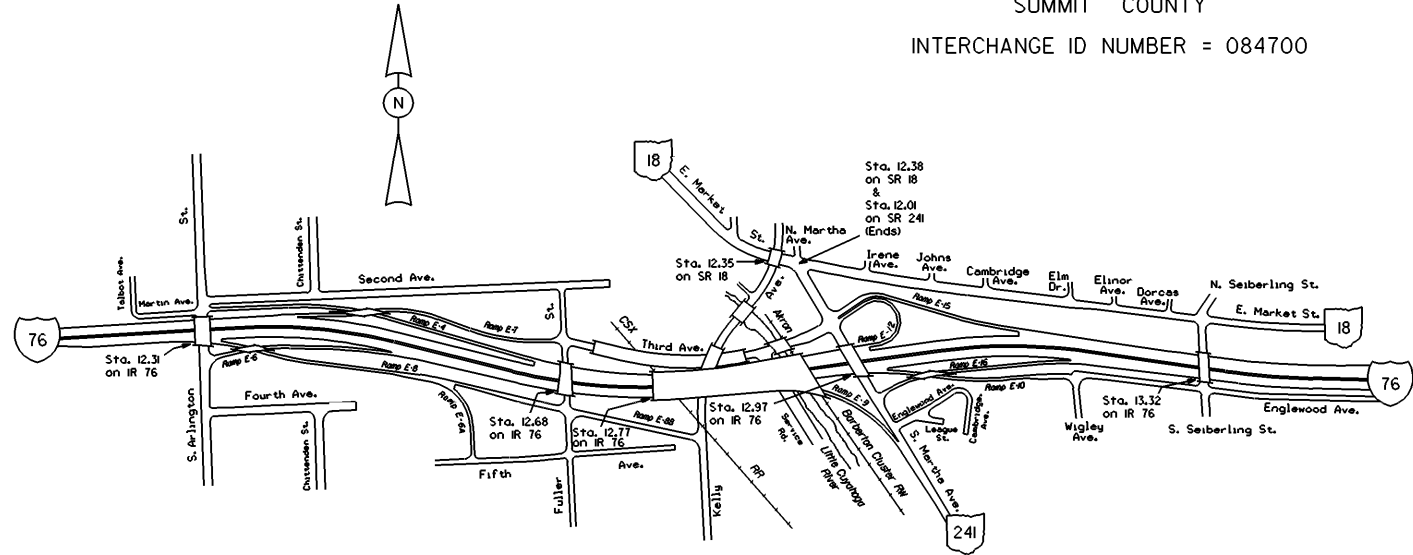 SUMMIT COUNTY
INTERCHANGE ID NUMBER = 084700
N
18
E. Market
St.
Sta. 12.38
on SR 18
&
Sta. 12.01
on SR 241
(Ends)
N. Martha
Ave.
Sta. 12.35
on SR 18
Ave.
Irene
Ave.
Johns
Ave.
Cambridge
Ave.
Elm
Dr.
Elinor
Ave.
Dorcas
Ave.
N. Seiberling St.
E. Market St.
18
St.
Chittenden St.
Talbot Ave.
Martin Ave.
Second Ave.
St.
CSX
Third Ave.
Akron
Ramp E-15
Ramp E-12
Ramp E-4
Ramp E-7
76
Sta. 12.31
on IR 76
Ramp E-6
Ramp E-8
Ramp E-6A
Fourth Ave.
S. Arlington
Chittenden St.
Sta. 12.68
on IR 76
Sta. 12.77
on IR 76
Ramp E-8B
Fifth
Ave.
Fuller
Kelly
RR
Sta. 12.97
on IR 76
Service
Rd.
Little Cuyahoga
River
Barberton Cluster RW
Ramp E-9
S. Martha Ave.
241
Ramp E-16
Ramp E-10
Englewood Ave.
League
St.
Cambridge
Ave.
Wigley
Ave.
Sta. 13.32
on IR 76
S. Seiberling St.
Englewood Ave.
76